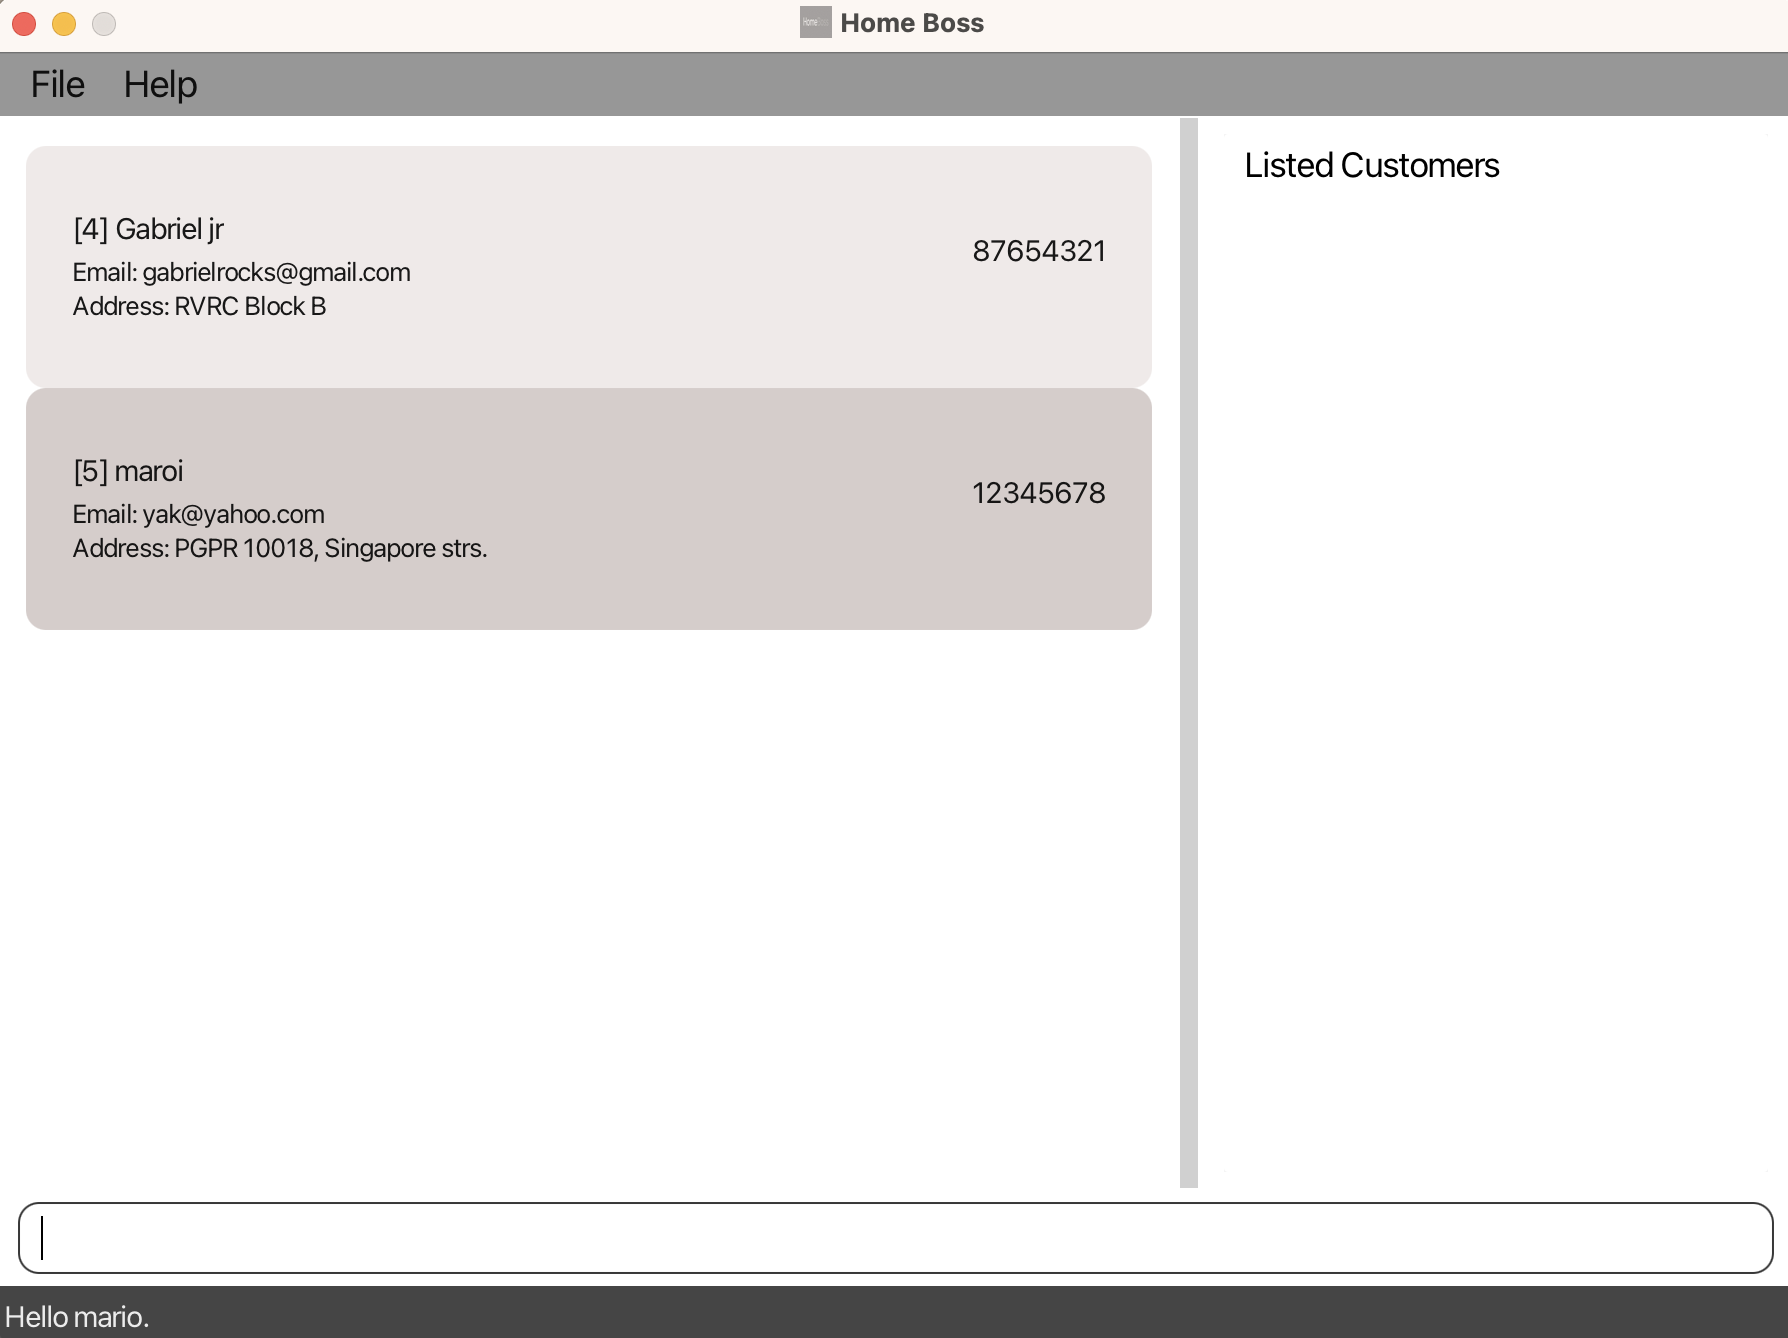 Home Boss
File Help
Listed Customers
[4] Gabriel jr
87654321
Email: gabrielrocks@gmail.com
Address: RVRC Block B
[5] maroi
12345678
Email: yak@yahoo.com
Address: PGPR 10018, Singapore strs.
Hello mario.